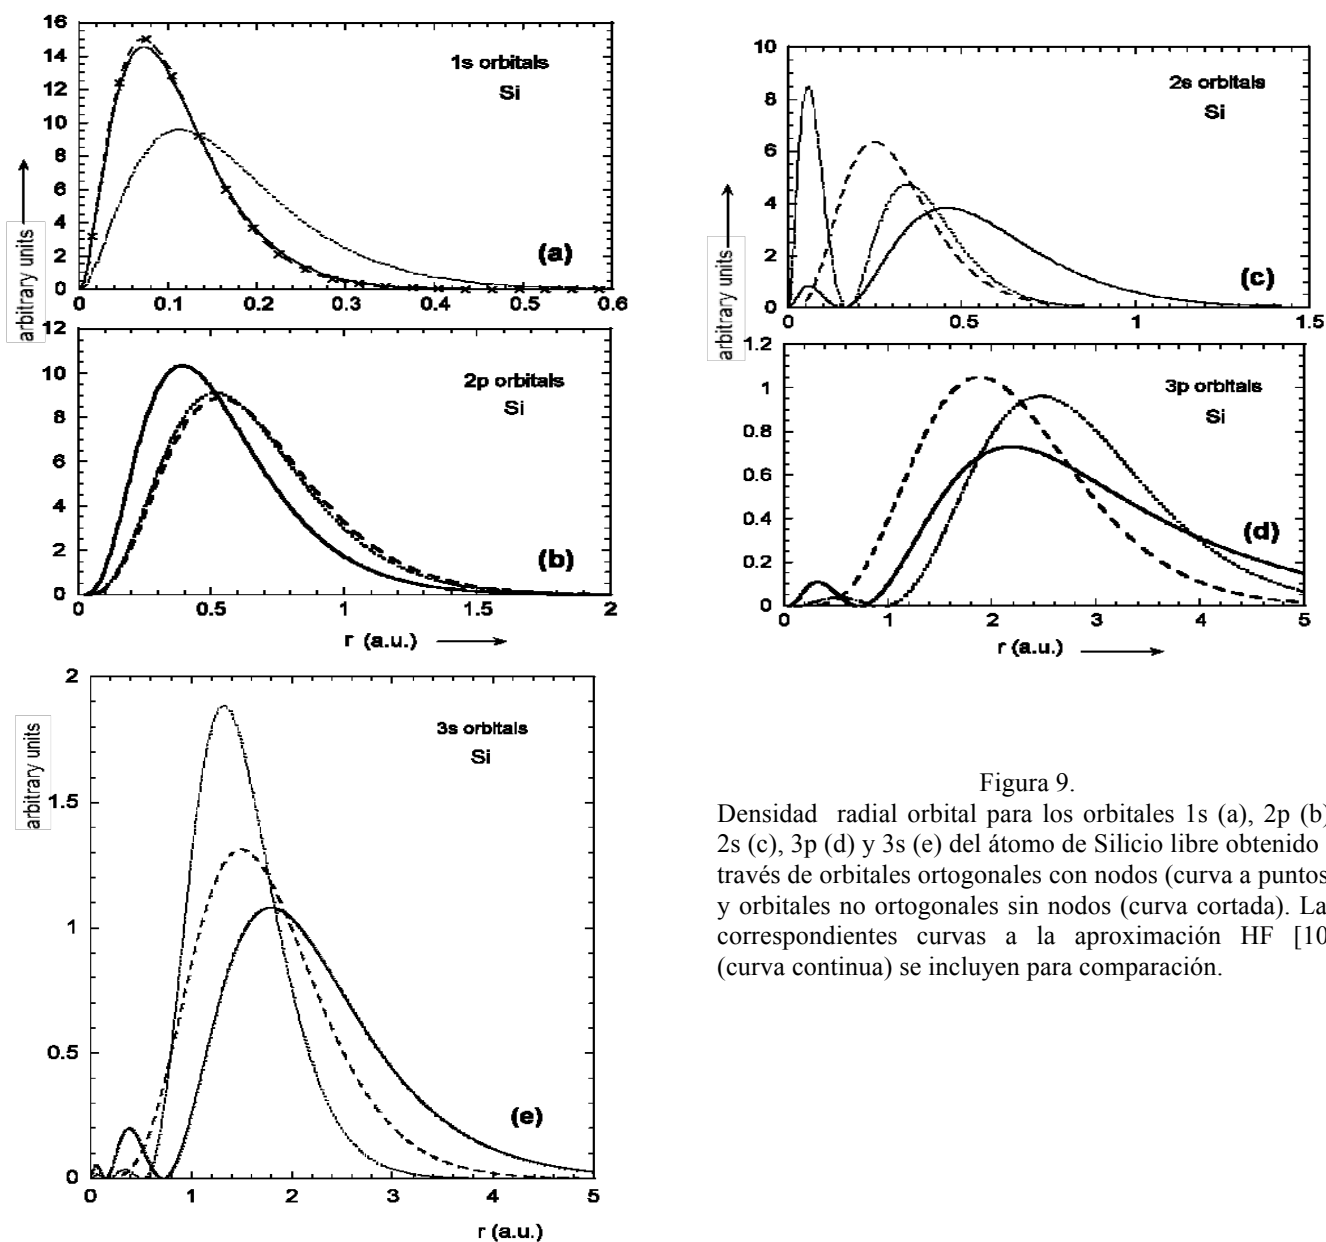 16
14
12
10
8
6
4
2
0
1s orbitals
Si
(a)
0
0.1
0.2
0.3
0.4
0.5
0.6
arbitrary units
12
10
8
6
4
2
0
2p orbitals
Si
(b)
0
0.5
1
1.5
2
r (a.u.)
10
8
6
4
2
0
2s orbitals
Si
(c)
0
0.5
1
1.5
arbitrary units
1.2
1
0.8
0.6
0.4
0.2
0
3p orbitals
Si
(d)
0
1
2
3
4
5
r (a.u.)
2
1.5
1
0.5
0
arbitrary units
3s orbitals
Si
(e)
0
1
2
3
4
5
r (a.u.)
Figura 9.
Densidad radial orbital para los orbitales 1s (a), 2p (b)
2s (c), 3p (d) y 3s (e) del átomo de Silicio libre obtenido
través de orbitales ortogonales con nodos (curva a puntos
y orbitales no ortogonales sin nodos (curva cortada). La
correspondientes curvas a la aproximación HF [10
(curva continua) se incluyen para comparación.